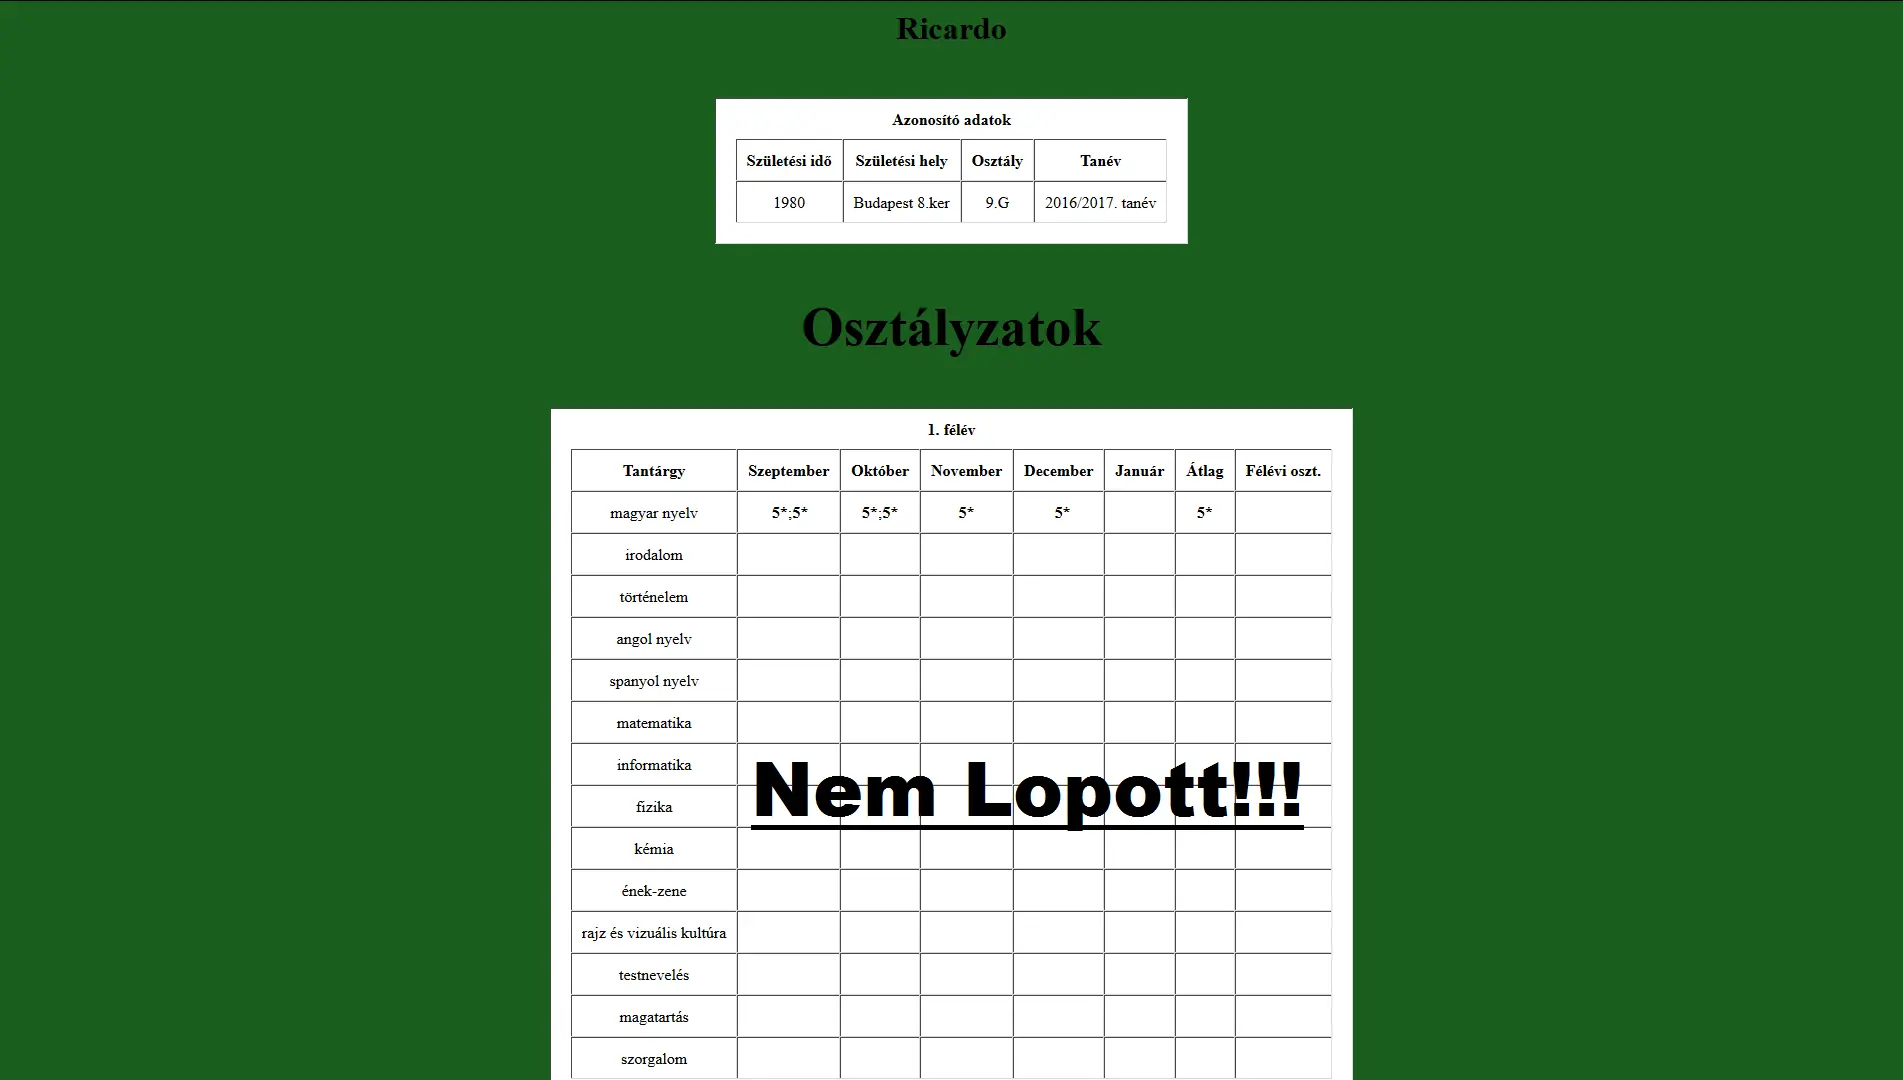 Ricardo
Azonosító adatok
Születési idő Születési hely Osztály Tanév
1980 Budapest 8.ker 9.G 2016/2017. tanév
Osztályzatok
1. félév
Tantárgy Szeptember Október November December Január Átlag Félévi oszt.
magyar nyelv 5*;5* 5*;5* 5* 5* 5*
irodalom
történelem
angol nyelv
spanyol nyelv
matematika
informatika
Nem Lopott!!!
fizika
kémia
ének-zene
rajz és vizuális kultúra
testnevelés
magatartás
szorgalom